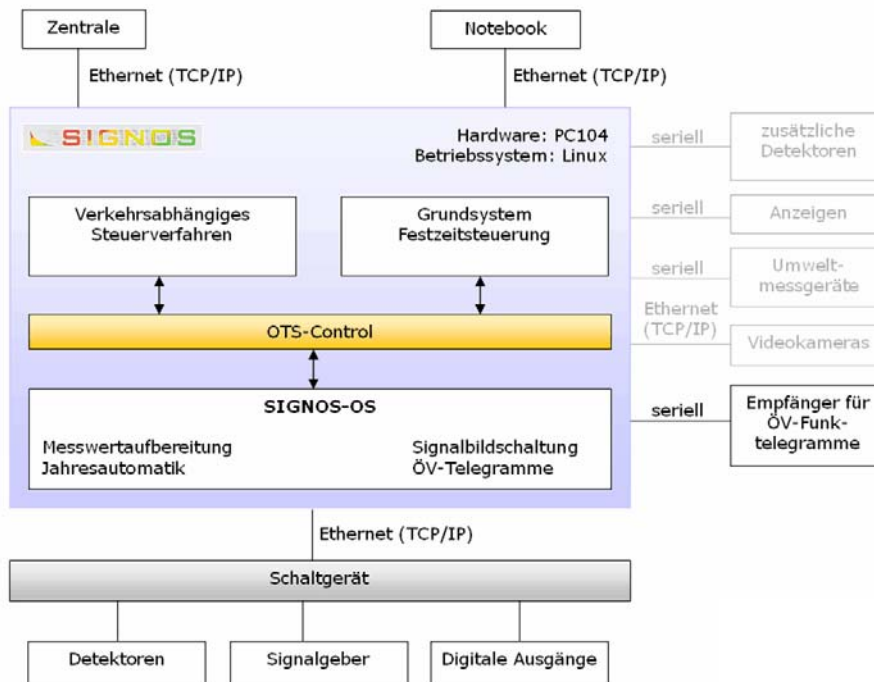 Zentrale
Notebook
Ethernet (TCP/IP)
Ethernet (TCP/IP)
SIGNOS
Hardware: PC104
Betriebssystem: Linux
seriell
zusätzliche
Detektoren
Verkehrsabhängiges
Steuerverfahren
Grundsystem
Festzeitsteuerung
seriell
Anzeigen
seriell
Umwelt-
messgeräte
Ethernet
(TCP/IP)
Videokameras
OTS-Control
SIGNOS-OS
Messwertaufbereitung
Jahresautomatik
Signalbildschaltung
ÖV-Telegramme
seriell
Empfänger für
ÖV-Funk-
telegramme
Ethernet (TCP/IP)
Schaltgerät
Detektoren
Signalgeber
Digitale Ausgänge